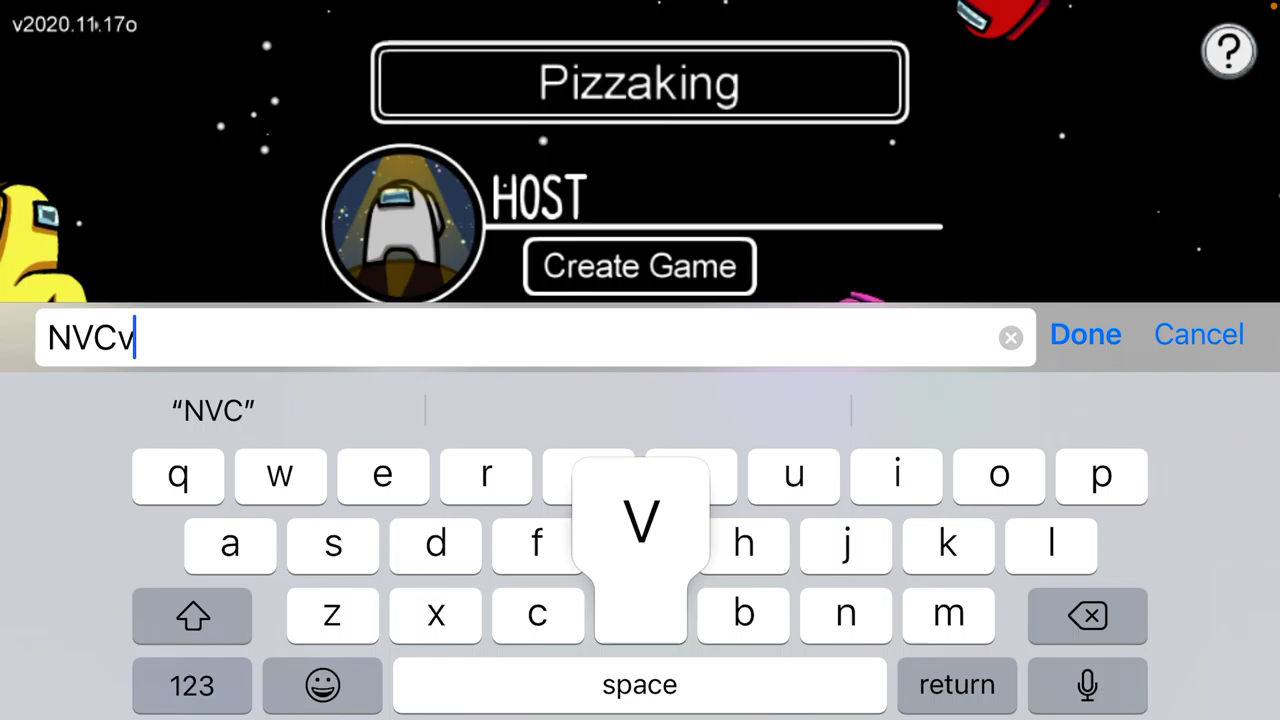 v2020.11.17o
?
Pizzaking
HOST
Create Game
NVCv
Done
Cancel
“NVC”
q w e r u i o p
a s d f V h j k l
z x c b n m
123 space return